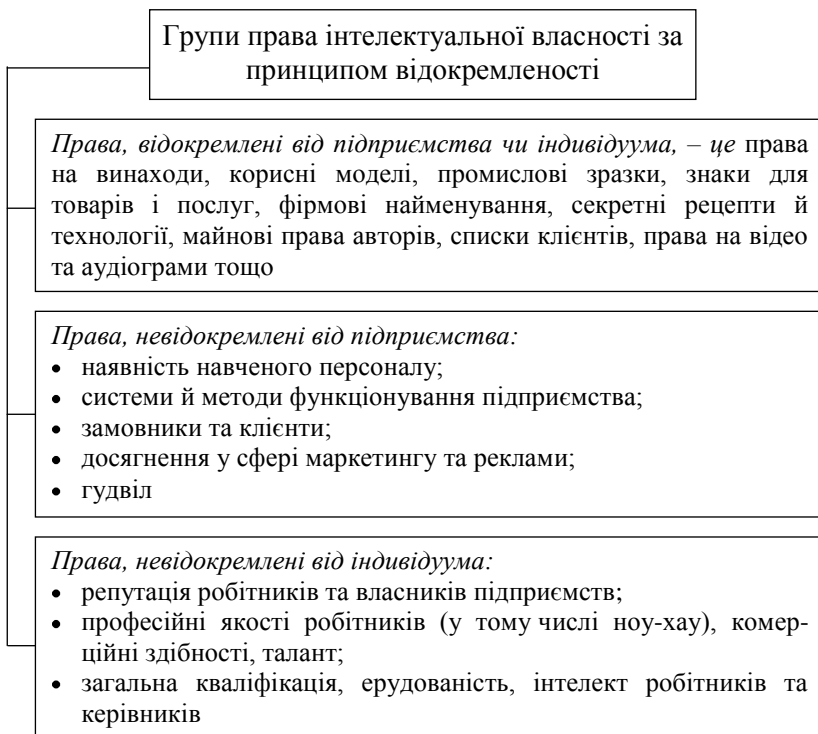 Групи права інтелектуальної власності за
принципом відокремленості
Права, відокремлені від підприємства чи індивідуума, – це права
на винаходи, корисні моделі, промислові зразки, знаки для
товарів і послуг, фірмові найменування, секретні рецепти й
технології, майнові права авторів, списки клієнтів, права на відео
та аудіограми тощо
Права, невідокремлені від підприємства:
• наявність навченого персоналу;
• системи й методи функціонування підприємства;
• замовники та клієнти;
• досягнення у сфері маркетингу та реклами;
• гудвіл
Права, невідокремлені від індивідуума:
• репутація робітників та власників підприємств;
• професійні якості робітників (у тому числі ноу-хау), комер-
ційні здібності, талант;
• загальна кваліфікація, ерудованість, інтелект робітників та
керівників